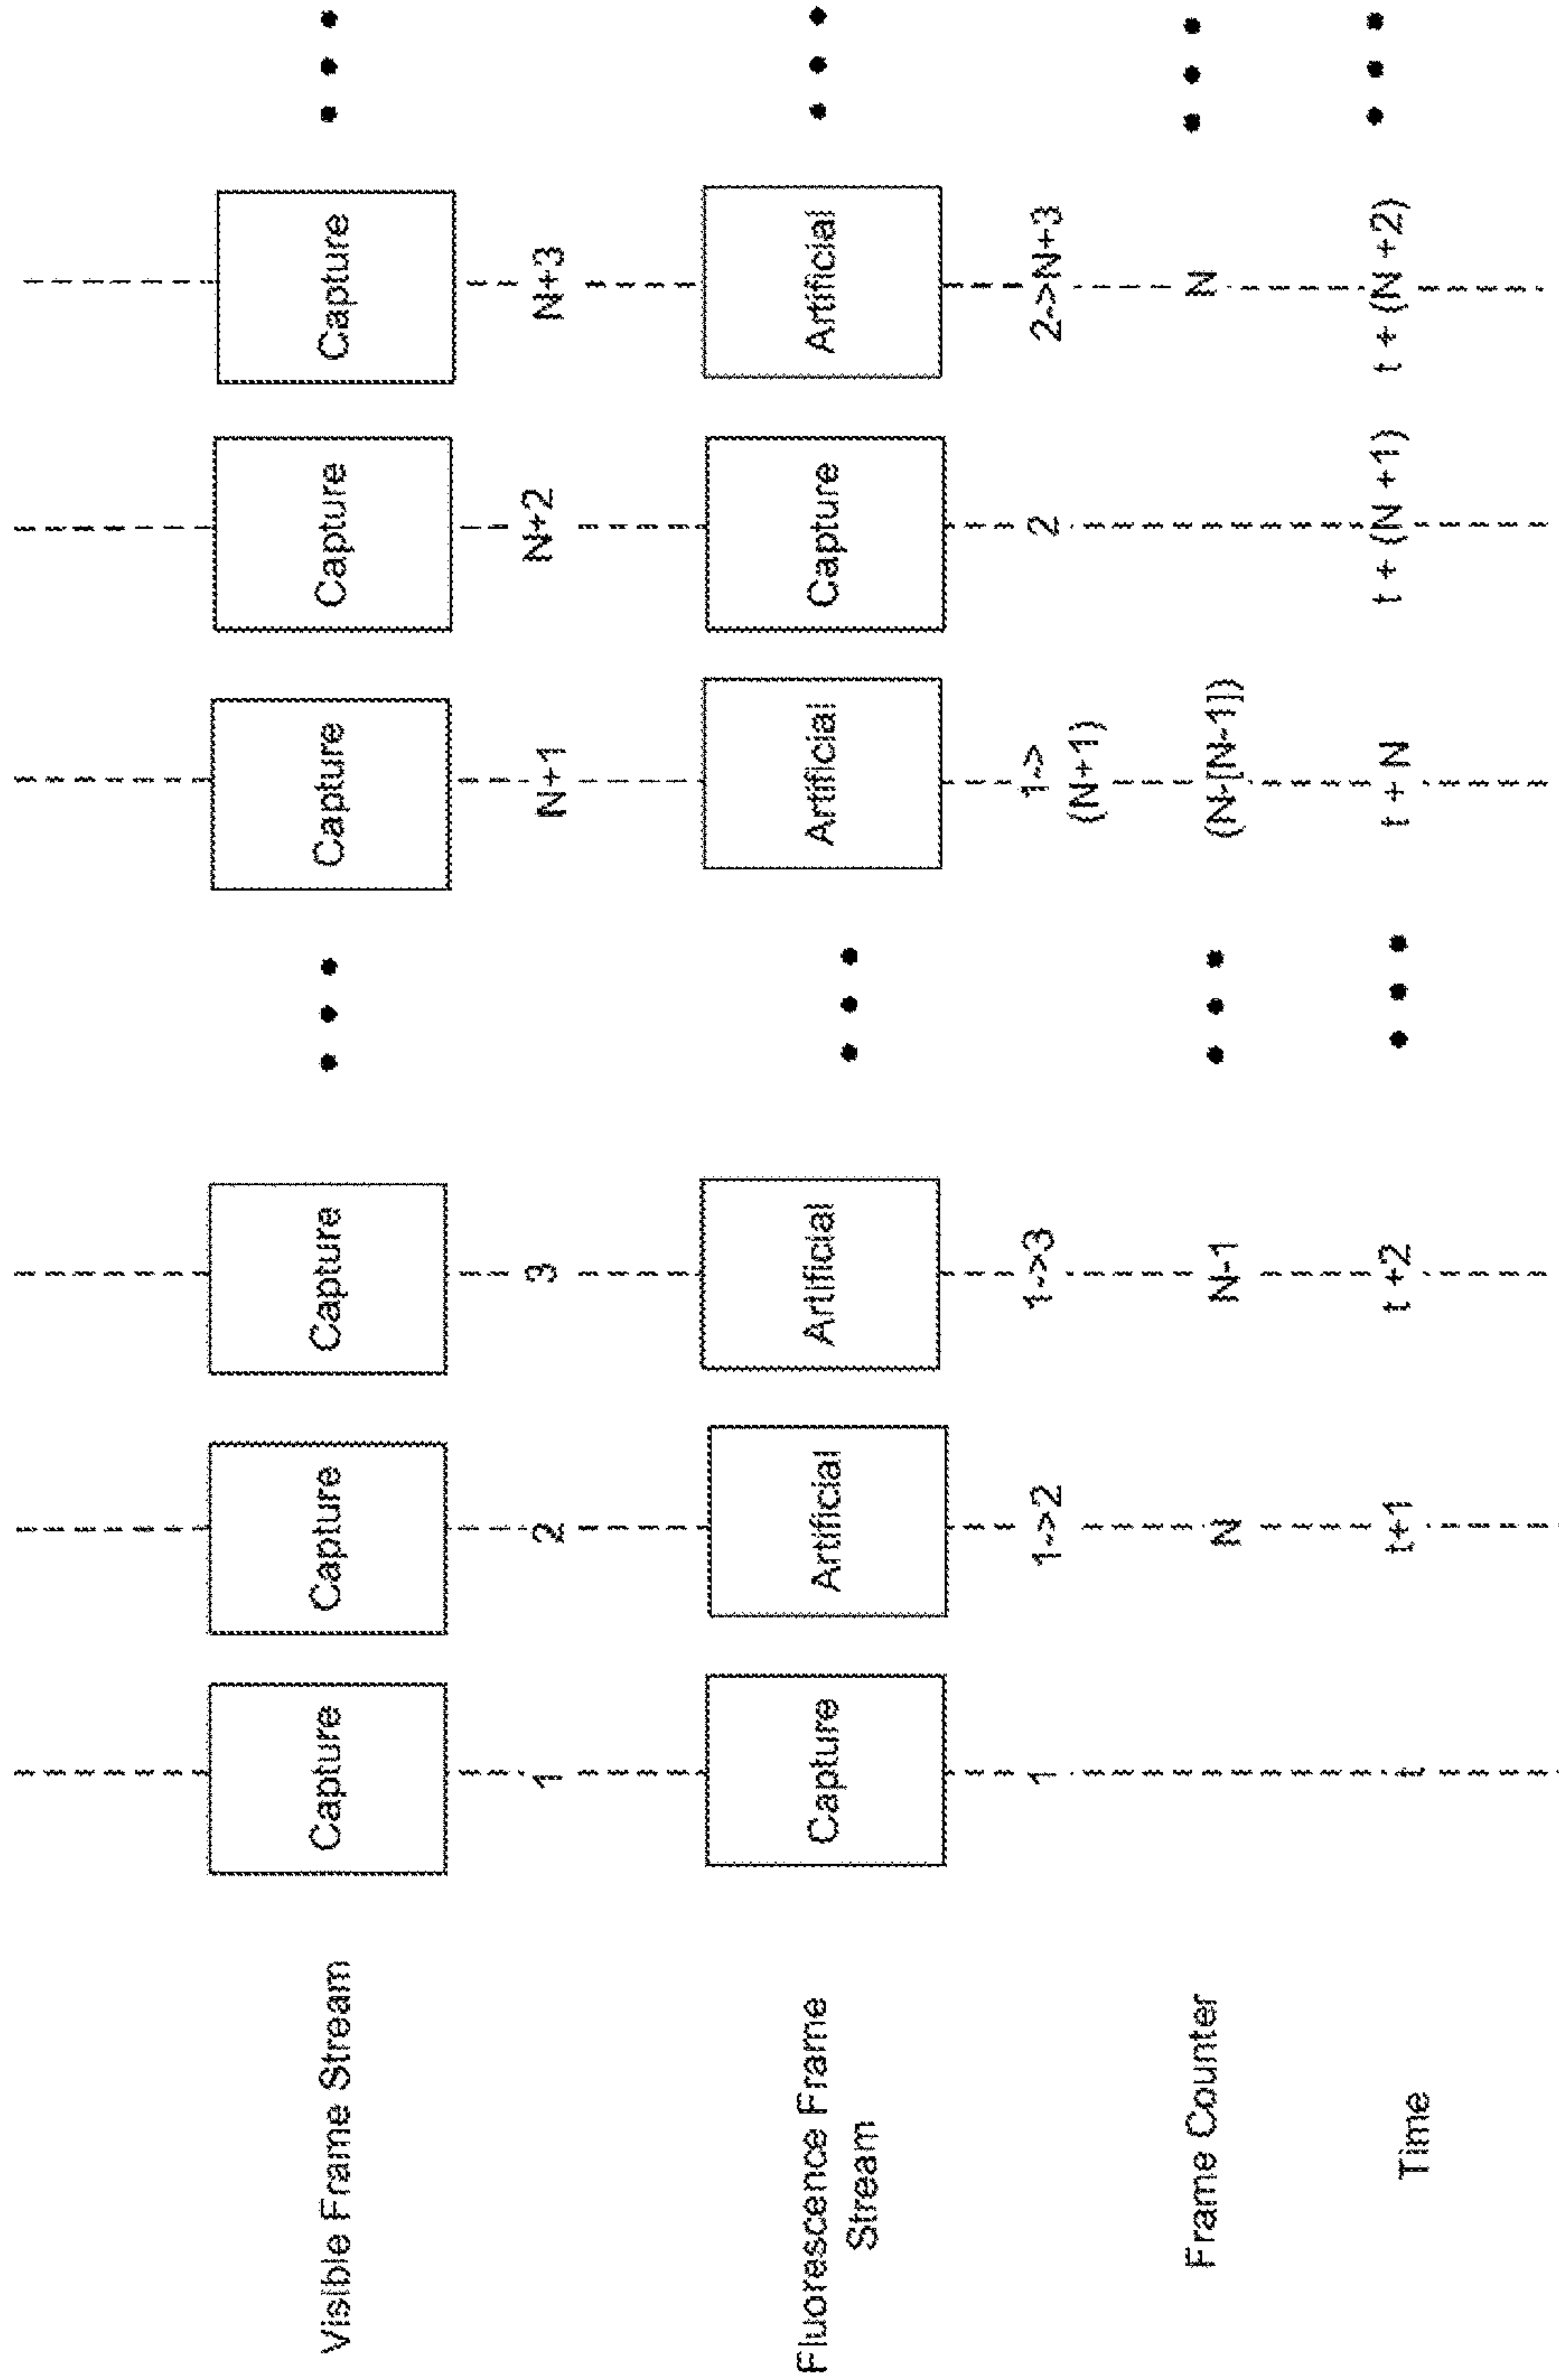 Visible Frame Stream
Capture
Capture
Capture
Capture
Capture
Capture
1
2
3
N+1
N+2
N+3
Fluorescence Frame
Stream
Capture
Artificial
Artificial
Artificial
Capture
Artificial
1
1->2
1->3
1->
(N+1)
2
2->N+3
Frame Counter
N
N-1
(N-[N-1])
N
Time
t
t+1
t +2
t + N
t + (N +1)
t + (N +2)